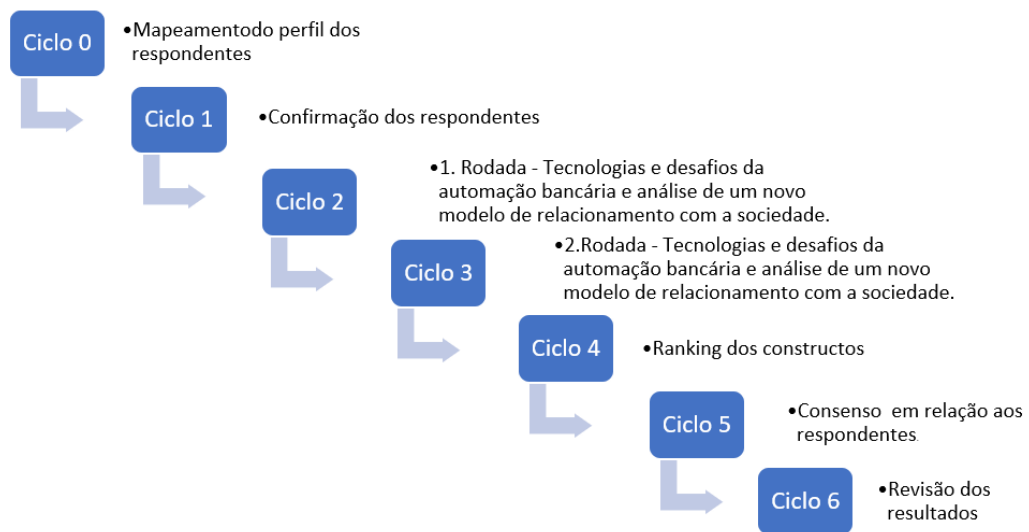 Ciclo 0
•Mapeamentodo perfil dos
respondentes
Ciclo 1
•Confirmação dos respondentes
Ciclo 2
•1. Rodada - Tecnologias e desafios da
automação bancária e análise de um novo
modelo de relacionamento com a sociedade.
Ciclo 3
•2.Rodada - Tecnologias e desafios da
automação bancária e análise de um novo
modelo de relacionamento com a sociedade.
Ciclo 4
•Ranking dos constructos
Ciclo 5
•Consenso em relação aos
respondentes
Ciclo 6
•Revisão dos
resultados